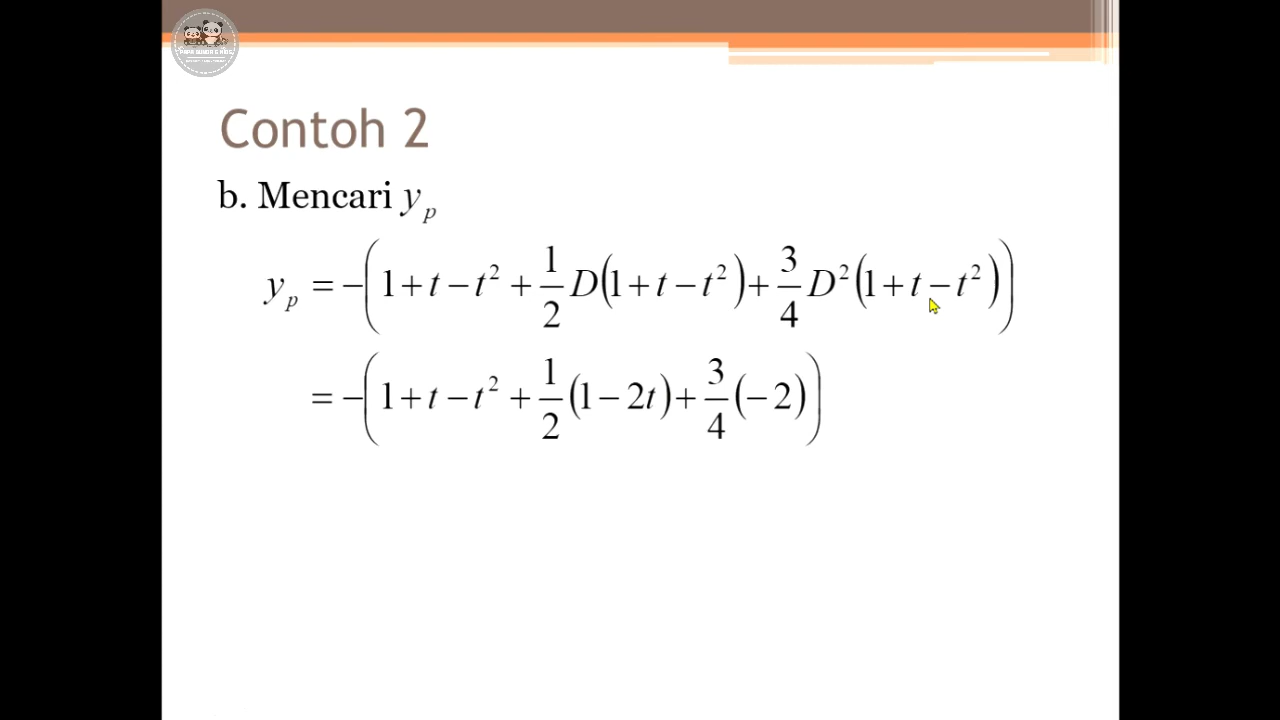 Contoh 2
b. Mencari y_p
y_p = −(1 + t − t² + 1/2 D(1 + t − t²) + 3/4 D²(1 + t − t²))
= −(1 + t − t² + 1/2 (1 − 2t) + 3/4 (−2))